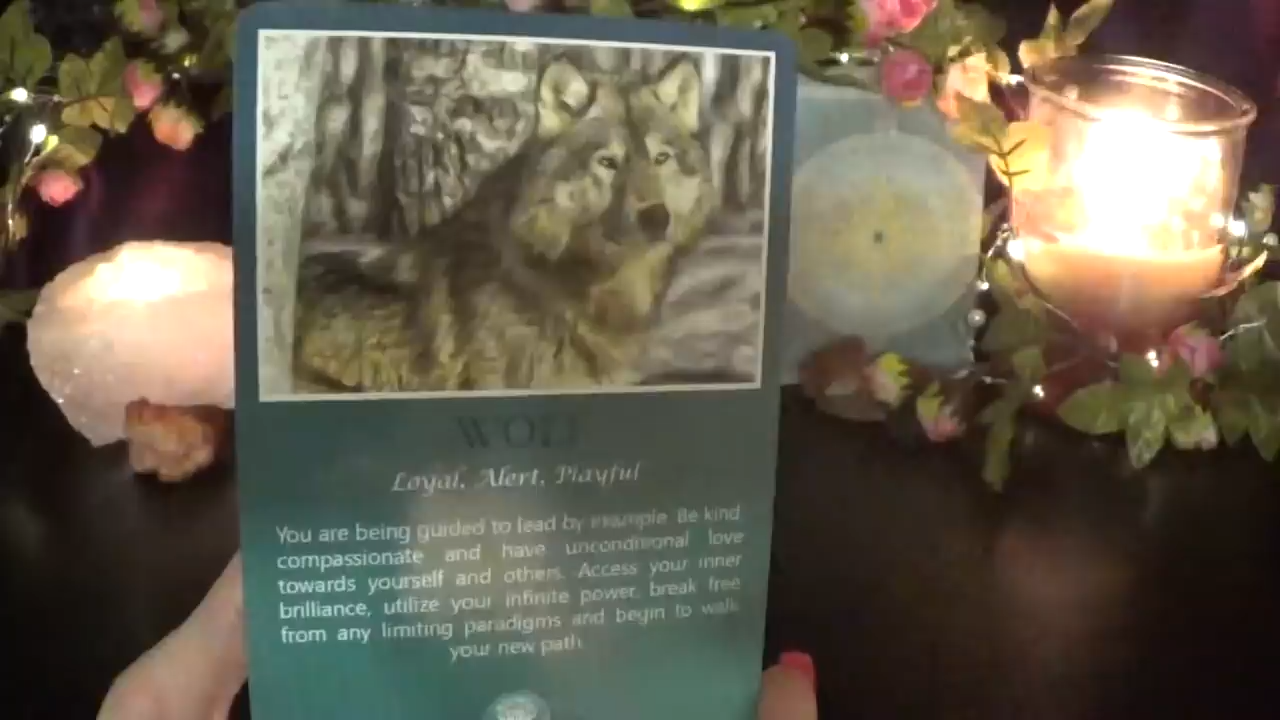 WOLF
Loyal, Alert, Playful
You are being guided to lead by example. Be kind,
compassionate and have unconditional love
towards yourself and others. Access your inner
brilliance, utilize your infinite power, break free
from any limiting paradigms and begin to walk
your new path.